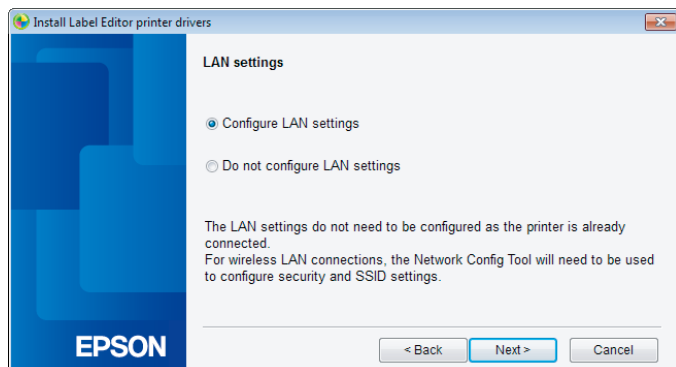 Install Label Editor printer drivers
LAN settings
Configure LAN settings
Do not configure LAN settings
The LAN settings do not need to be configured as the printer is already
connected.
For wireless LAN connections, the Network Config Tool will need to be used
to configure security and SSID settings.
EPSON
< Back
Next >
Cancel